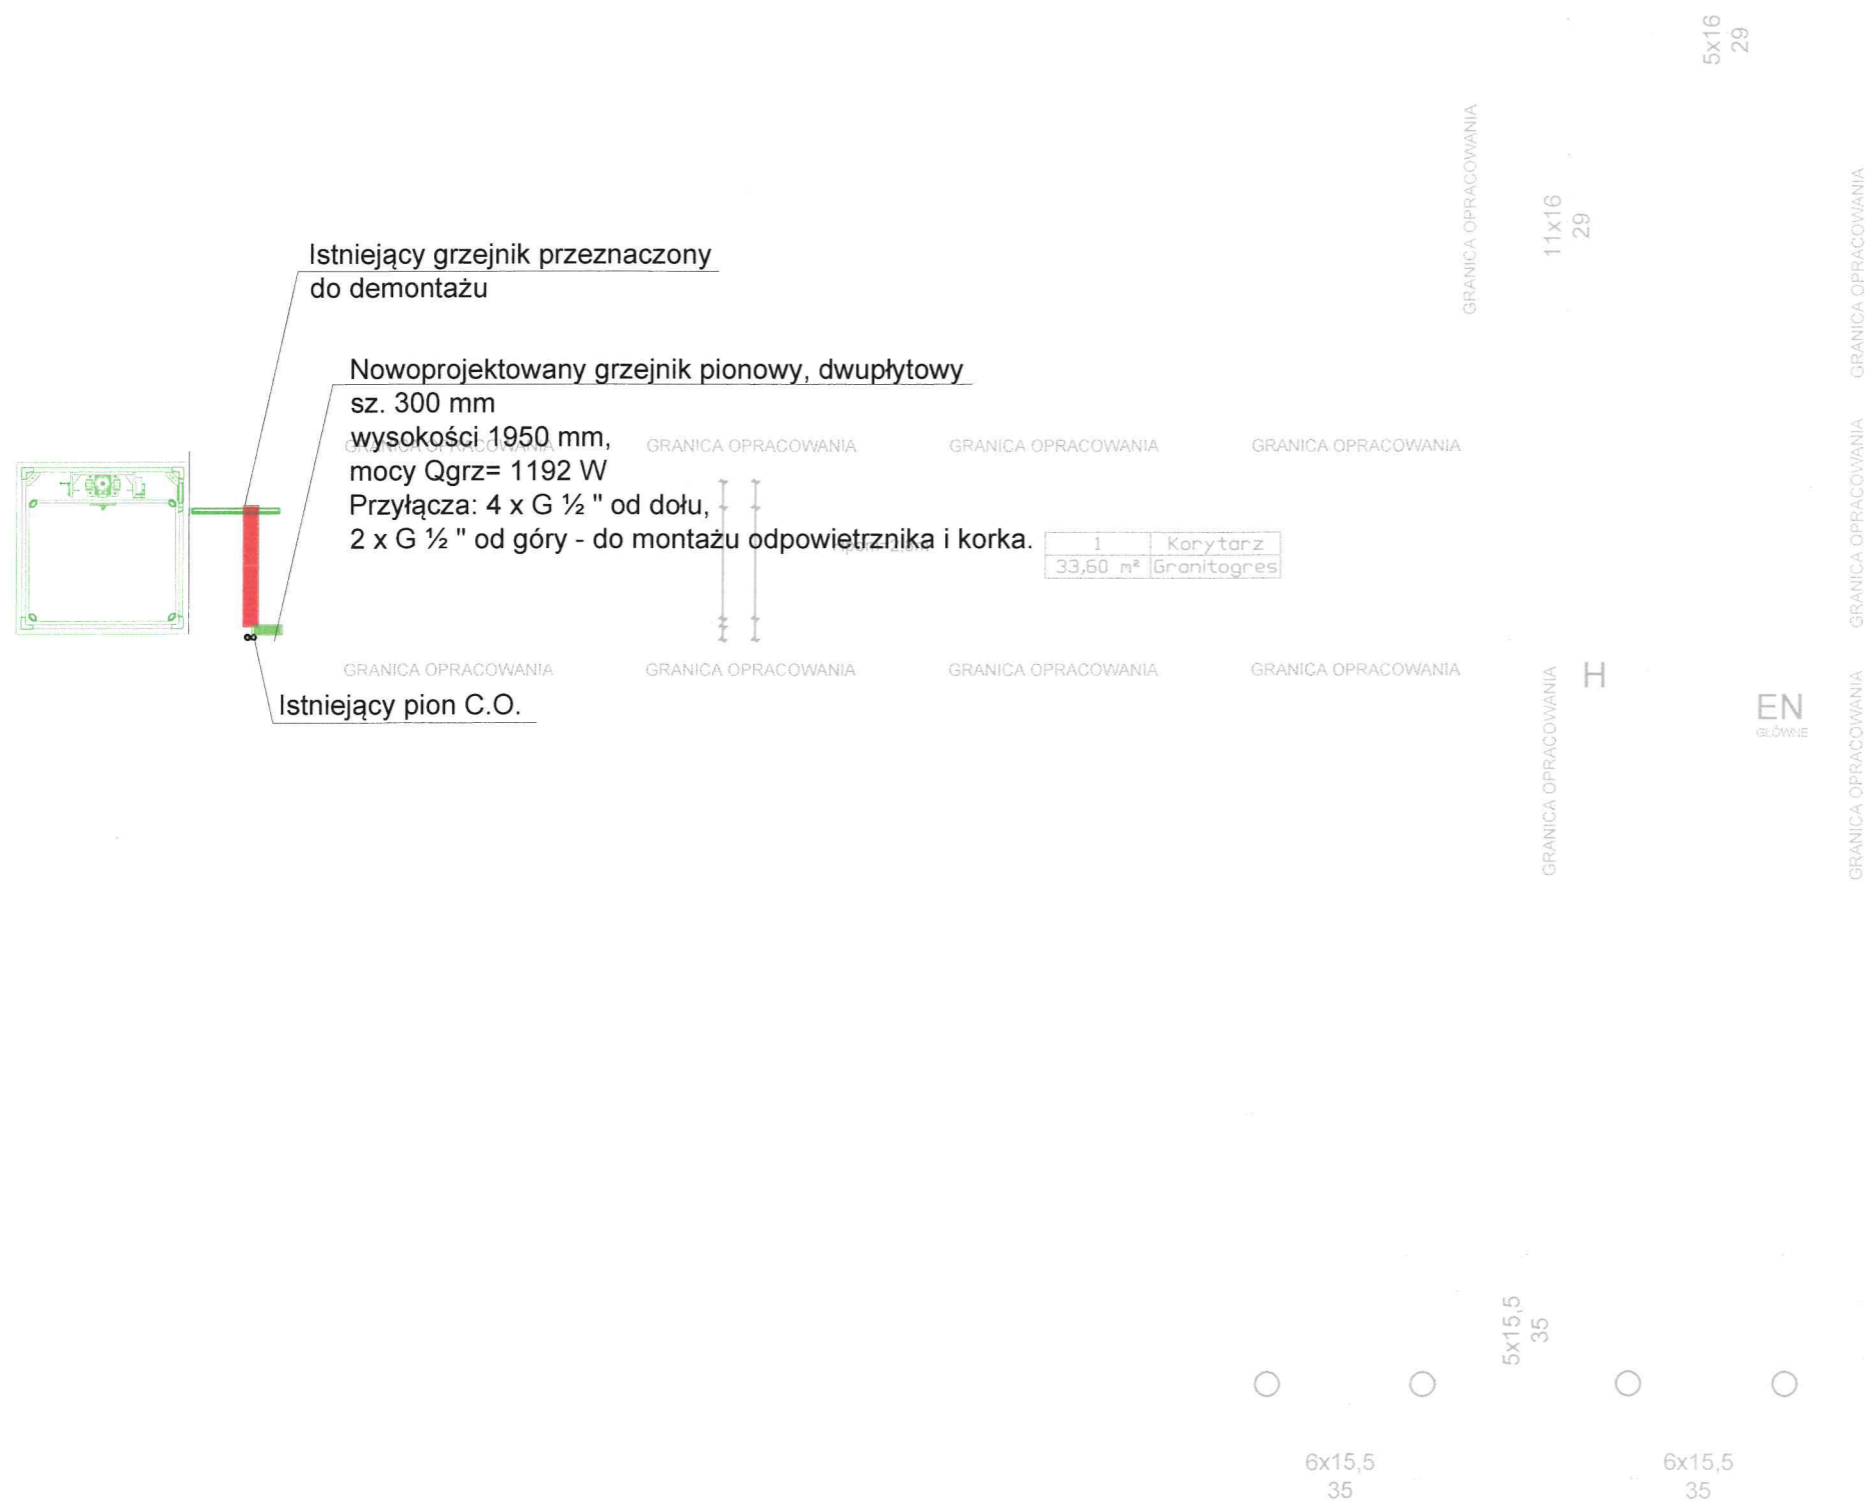 5x16
29
GRANICA OPRACOWANIA
11x16
29
GRANICA OPRACOWANIA
Istniejący grzejnik przeznaczony
do demontażu
Nowoprojektowany grzejnik pionowy, dwupłytowy
sz. 300 mm
wysokości 1950 mm,
GRANICA OPRACOWANIA GRANICA OPRACOWANIA GRANICA OPRACOWANIA GRANICA OPRACOWANIA
mocy Qgrz= 1192 W
Przyłącza: 4 x G ½ " od dołu,
2 x G ½ " od góry - do montażu odpowietrznika i korka.
1 Korytarz
33,60 m² Granitogres
GRANICA OPRACOWANIA
GRANICA OPRACOWANIA GRANICA OPRACOWANIA GRANICA OPRACOWANIA GRANICA OPRACOWANIA
Istniejący pion C.O.
GRANICA OPRACOWANIA
H
EN
GŁÓWNE
GRANICA OPRACOWANIA
5x15,5
35
6x15,5
35
6x15,5
35